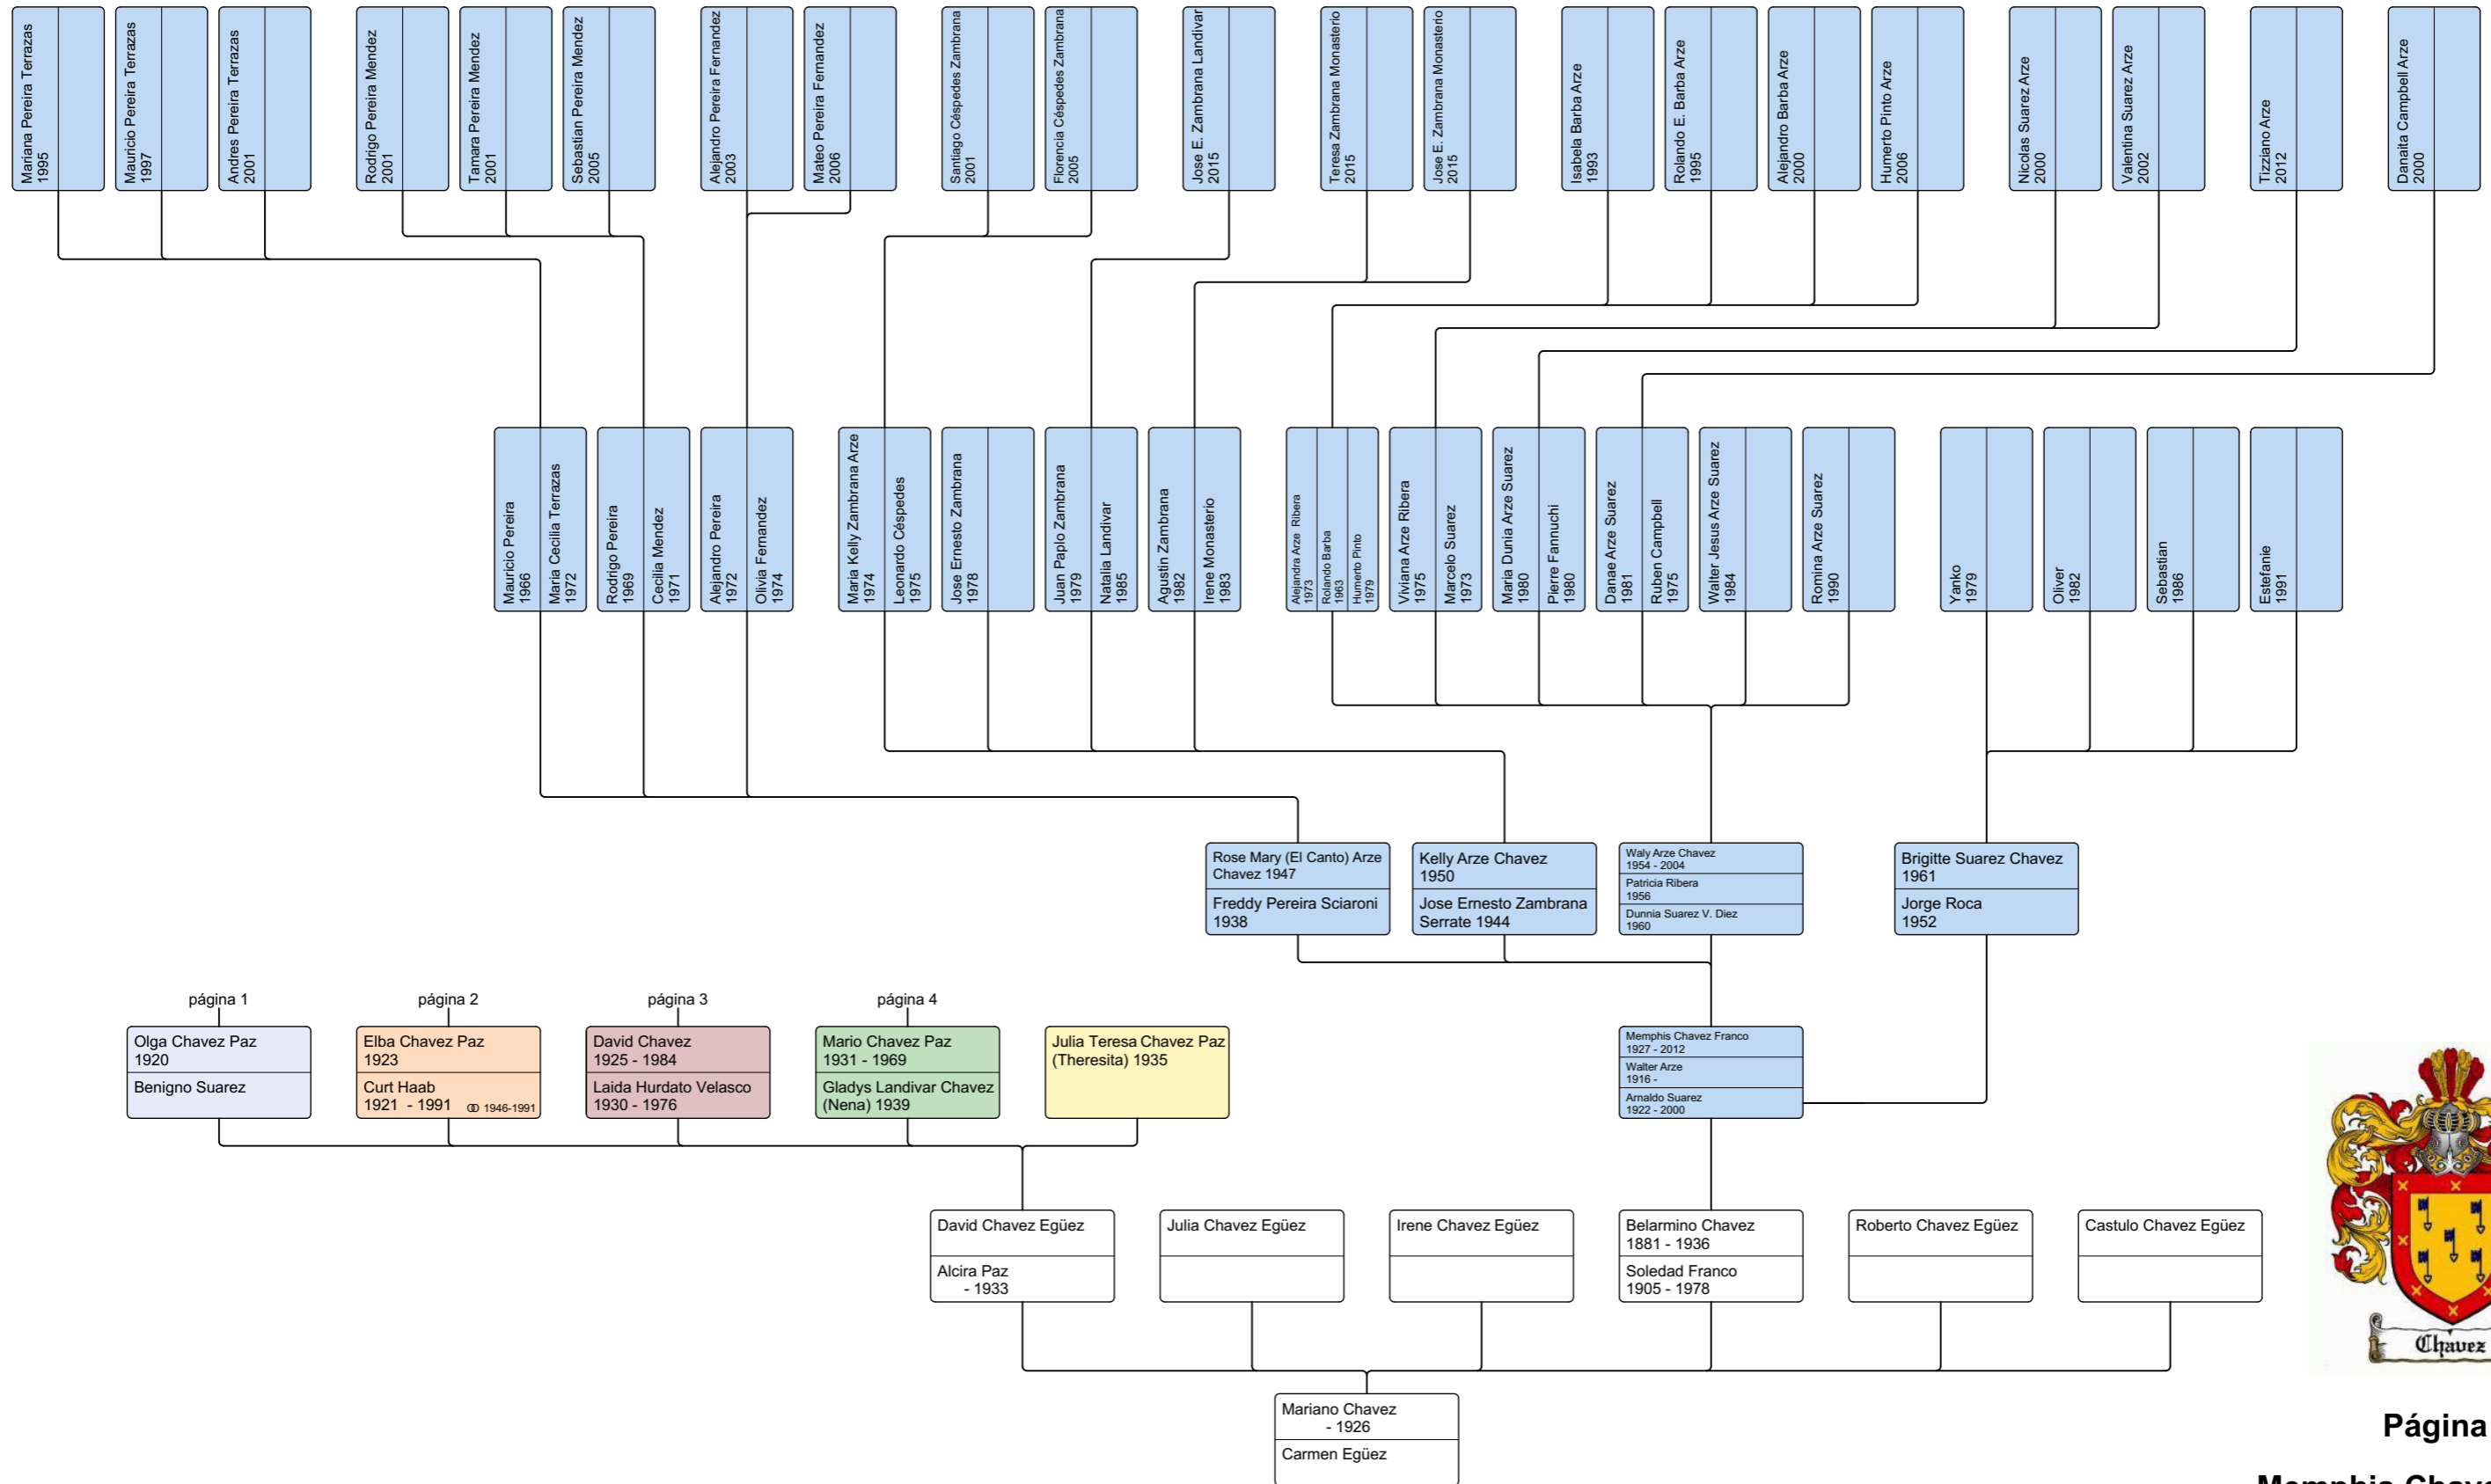 Mariana Pereira Terrazas
1995
Mauricio Pereira Terrazas
1997
Andres Pereira Terrazas
2001
Rodrigo Pereira Mendez
2001
Tamara Pereira Mendez
2001
Sebastian Pereira Mendez
2005
Alejandro Pereira Fernandez
2003
Mateo Pereira Fernandez
2006
Santiago Céspedes Zambrana
2001
Florencia Céspedes Zambrana
2005
Jose E. Zambrana Landivar
2015
Teresa Zambrana Monasterio
2015
Jose E. Zambrana Monasterio
2015
Isabela Barba Arze
1993
Rolando E. Barba Arze
1995
Alejandro Barba Arze
2000
Humerto Pinto Arze
2006
Nicolas Suarez Arze
2000
Valentina Suarez Arze
2002
Tizziano Arze
2012
Danaita Campbell Arze
2000
Mauricio Pereira
1966
Maria Cecilia Terrazas
1972
Rodrigo Pereira
1969
Cecilia Mendez
1971
Alejandro Pereira
1972
Olivia Fernandez
1974
Maria Kelly Zambrana Arze
1974
Leonardo Céspedes
1975
Jose Ernesto Zambrana
1978
Juan Paplo Zambrana
1979
Natalia Landivar
1985
Agustin Zambrana
1982
Irene Monasterio
1983
Alejandra Arze Ribera
1973
Rolando Barba
1963
Humerto Pinto
1979
Viviana Arze Ribera
1975
Marcelo Suarez
1973
Maria Dunia Arze Suarez
1980
Pierre Fannuchi
1980
Danae Arze Suarez
1981
Ruben Campbell
1975
Walter Jesus Arze Suarez
1984
Romina Arze Suarez
1990
Yanko
1979
Oliver
1982
Sebastian
1986
Estefanie
1991
Rose Mary (El Canto) Arze
Chavez 1947
Freddy Pereira Sciaroni
1938
Kelly Arze Chavez
1950
Jose Ernesto Zambrana
Serrate 1944
Waly Arze Chavez
1954 - 2004
Patricia Ribera
1956
Dunnia Suarez V. Diez
1960
Brigitte Suarez Chavez
1961
Jorge Roca
1952
página 1
página 2
página 3
página 4
Olga Chavez Paz
1920
Benigno Suarez
Elba Chavez Paz
1923
Curt Haab
1921 - 1991 ⚭ 1946-1991
David Chavez
1925 - 1984
Laida Hurdato Velasco
1930 - 1976
Mario Chavez Paz
1931 - 1969
Gladys Landivar Chavez
(Nena) 1939
Julia Teresa Chavez Paz
(Theresita) 1935
Memphis Chavez Franco
1927 - 2012
Walter Arze
1916 -
Arnaldo Suarez
1922 - 2000
David Chavez Egüez
Alcira Paz
- 1933
Julia Chavez Egüez
Irene Chavez Egüez
Belarmino Chavez
1881 - 1936
Soledad Franco
1905 - 1978
Roberto Chavez Egüez
Castulo Chavez Egüez
Chavez
Mariano Chavez
- 1926
Carmen Egüez
Página